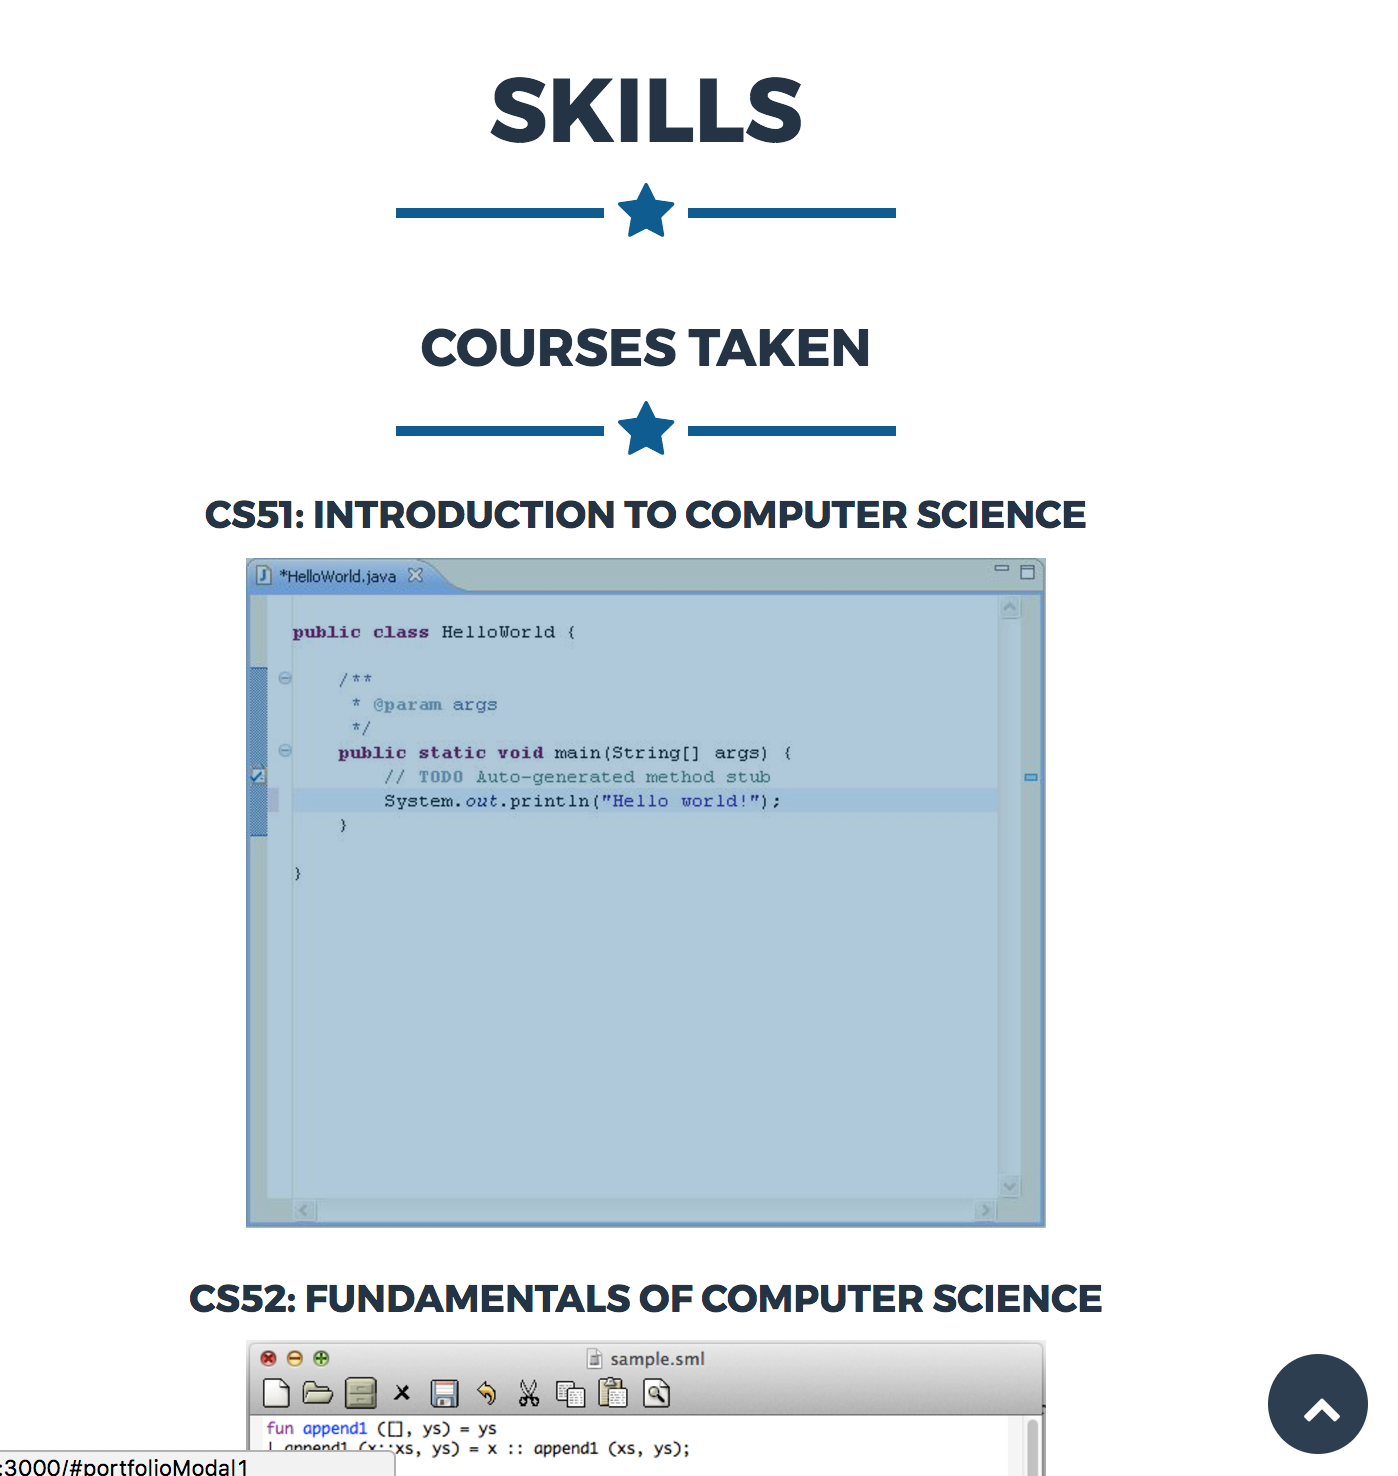 SKILLS
COURSES TAKEN
CS51: INTRODUCTION TO COMPUTER SCIENCE
*HelloWorld.java
public class HelloWorld {
/**
* @param args
*/
public static void main(String[] args) {
// TODO Auto-generated method stub
System.out.println("Hello world!");
}
}
CS52: FUNDAMENTALS OF COMPUTER SCIENCE
sample.sml
fun append1 ([], ys) = ys
| append1 (x::xs, ys) = x :: append1 (xs, ys);
:3000/#portfolioModal1